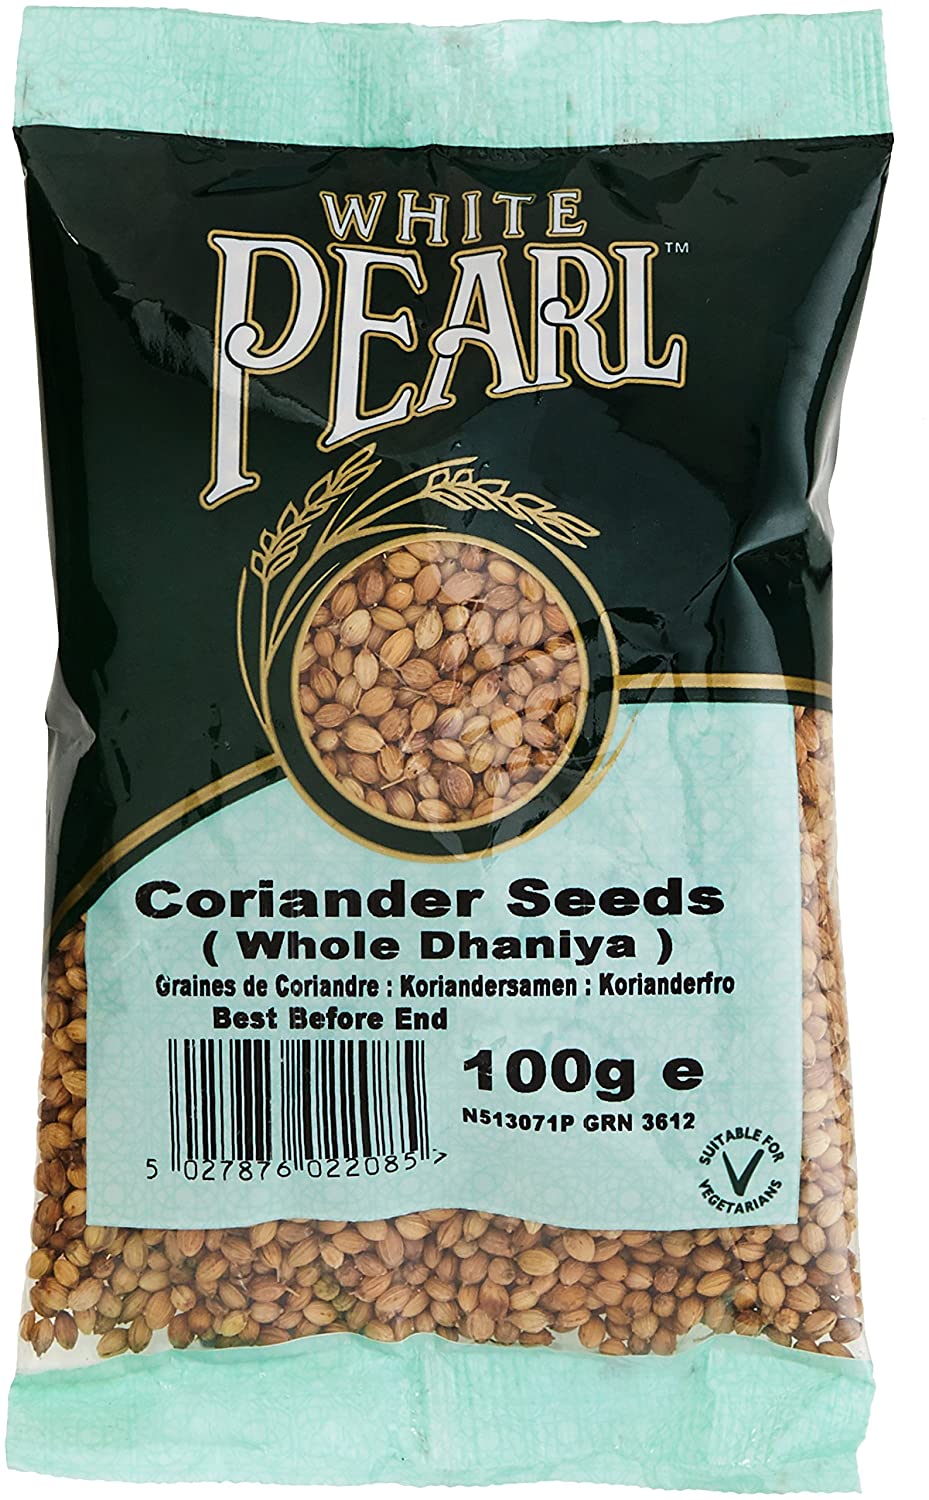 WHITE
PEARL™
Coriander Seeds
( Whole Dhaniya )
Graines de Coriandre : Koriandersamen : Korianderfro
Best Before End
100g e
N513071P GRN 3612
5 027876 022085 >
SUITABLE FOR
VEGETARIANS